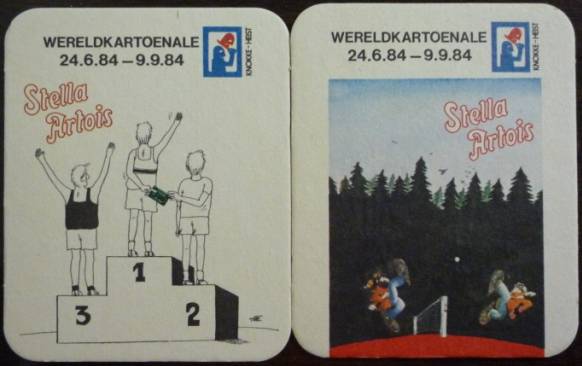 WERELDKARTOENALE
24.6.84 – 9.9.84
KNOKKE - HEIST
Stella
Artois
1
3
2
WERELDKARTOENALE
24.6.84 – 9.9.84
KNOKKE - HEIST
Stella
Artois